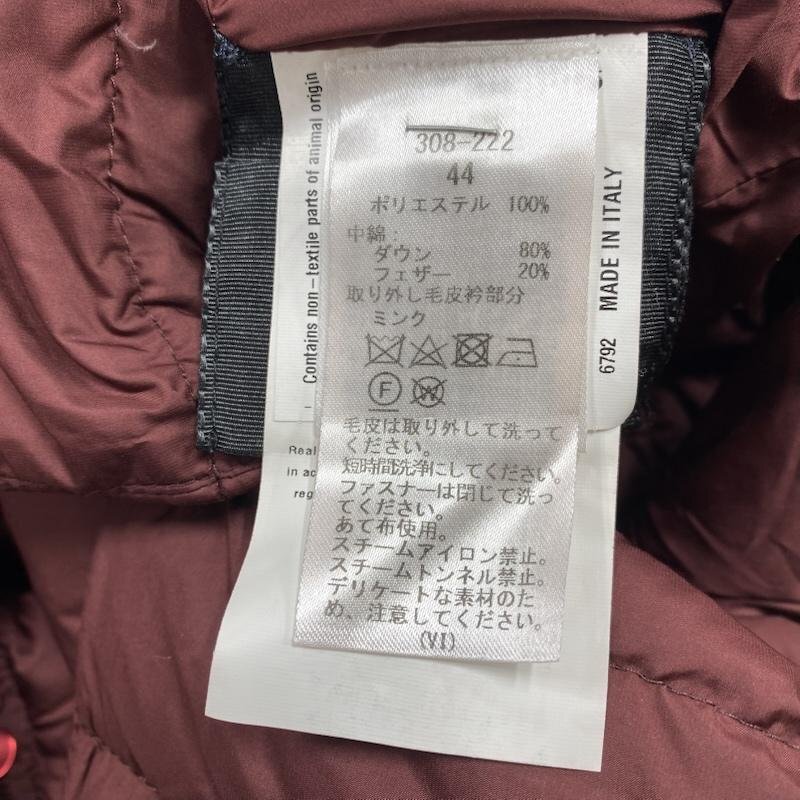 308-222
44
ポリエステル 100%
中綿:
ダウン 80%
フェザー 20%
取り外し毛皮衿部分
ミンク
F
W
毛皮は取り外して洗って
ください。
短時間洗浄にしてください。
ファスナーは閉じて洗っ
てください。
あて布使用。
スチームアイロン禁止。
スチームトンネル禁止。
デリケートな素材のた
め、注意してください。
(VI)
Contains non-textile parts of animal origin
6792 MADE IN ITALY
Real
in ac
reg